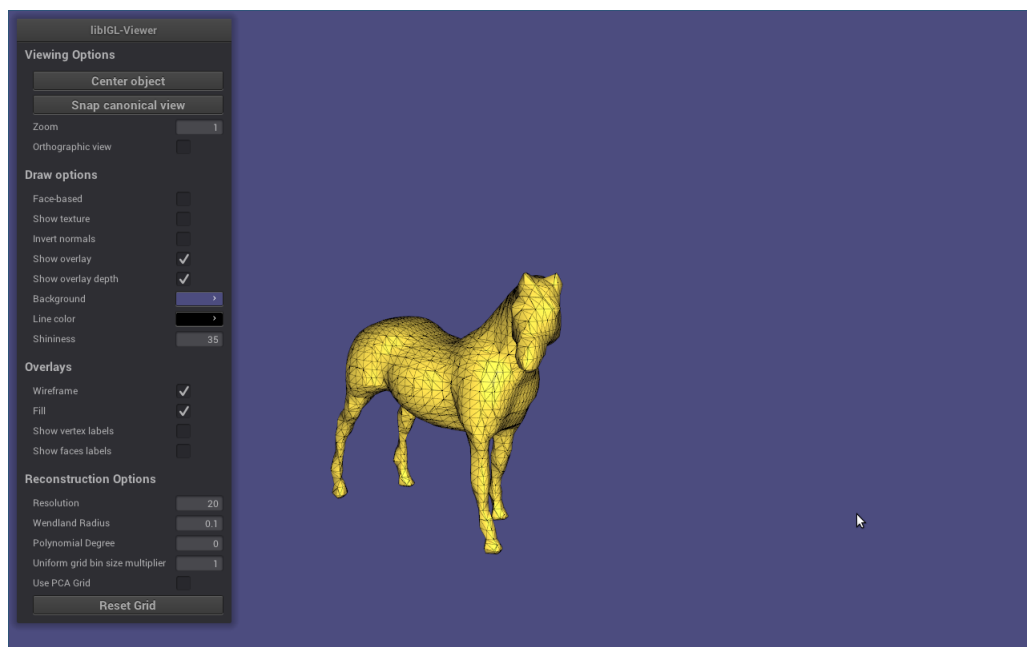 libIGL-Viewer
Viewing Options
Center object
Snap canonical view
Zoom 1
Orthographic view
Draw options
Face-based
Show texture
Invert normals
Show overlay
Show overlay depth
Background
Line color
Shininess 35
Overlays
Wireframe
Fill
Show vertex labels
Show faces labels
Reconstruction Options
Resolution 20
Wendland Radius 0.1
Polynomial Degree 0
Uniform grid bin size multiplier 1
Use PCA Grid
Reset Grid